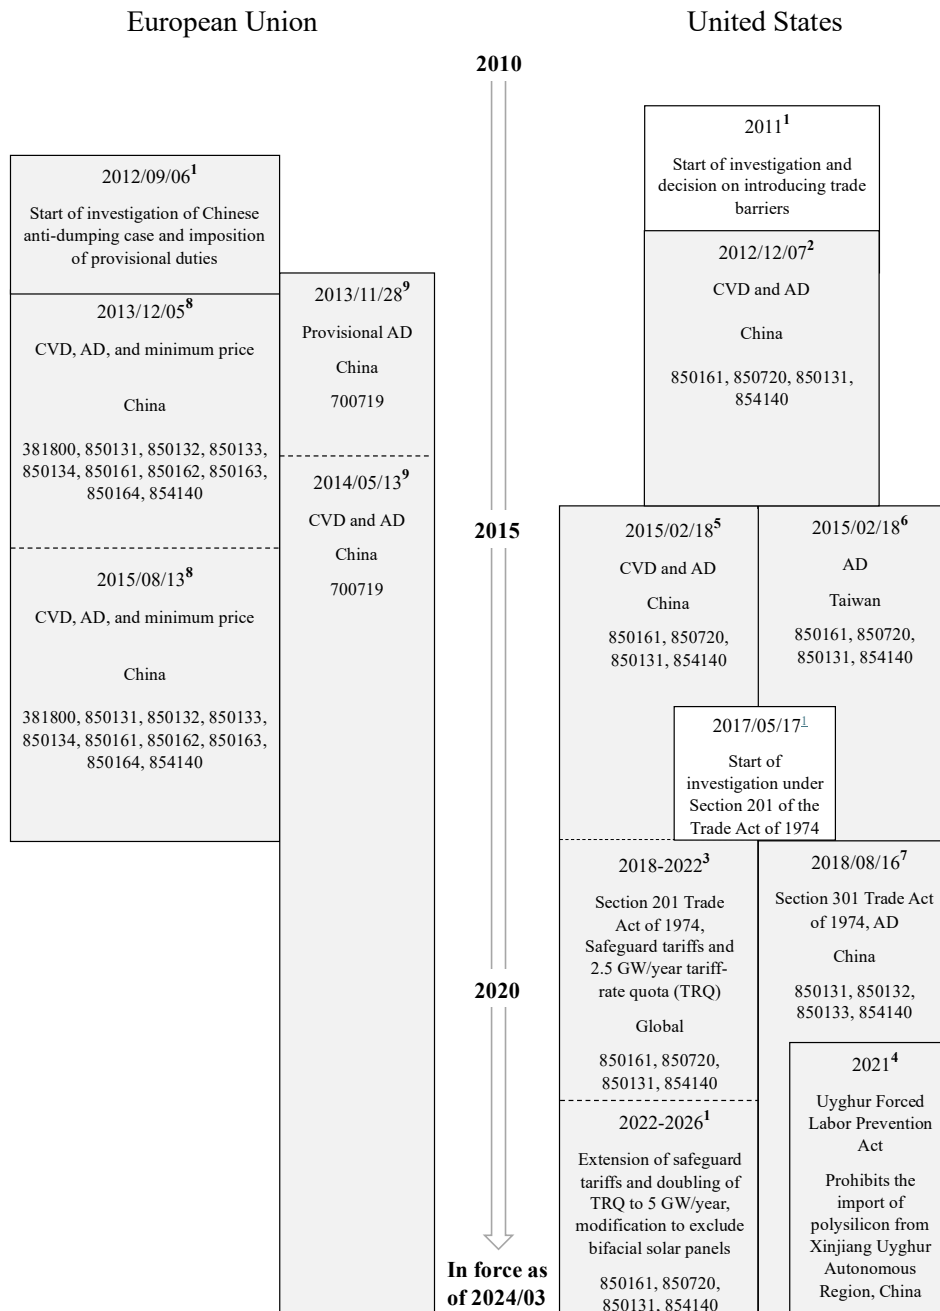 European Union
United States
2010
2011¹
Start of investigation and
decision on introducing trade
barriers
2012/09/06¹
Start of investigation of Chinese
anti-dumping case and imposition
of provisional duties
2012/12/07²
CVD and AD
China
850161, 850720, 850131,
854140
2013/12/05⁸
CVD, AD, and minimum price
China
381800, 850131, 850132, 850133,
850134, 850161, 850162, 850163,
850164, 854140
2013/11/28⁹
Provisional AD
China
700719
2014/05/13⁹
CVD and AD
China
700719
2015
2015/08/13⁸
CVD, AD, and minimum price
China
381800, 850131, 850132, 850133,
850134, 850161, 850162, 850163,
850164, 854140
2015/02/18⁵
CVD and AD
China
850161, 850720,
850131, 854140
2015/02/18⁶
AD
Taiwan
850161, 850720,
850131, 854140
2017/05/17¹
Start of
investigation under
Section 201 of the
Trade Act of 1974
2018-2022³
Section 201 Trade
Act of 1974,
Safeguard tariffs and
2.5 GW/year tariff-
rate quota (TRQ)
Global
850161, 850720,
850131, 854140
2018/08/16⁷
Section 301 Trade Act
of 1974, AD
China
850131, 850132,
850133, 854140
2020
2021⁴
Uyghur Forced
Labor Prevention
Act
Prohibits the
import of
polysilicon from
Xinjiang Uyghur
Autonomous
Region, China
2022-2026¹
Extension of safeguard
tariffs and doubling of
TRQ to 5 GW/year,
modification to exclude
bifacial solar panels
850161, 850720,
850131, 854140
In force as
of 2024/03